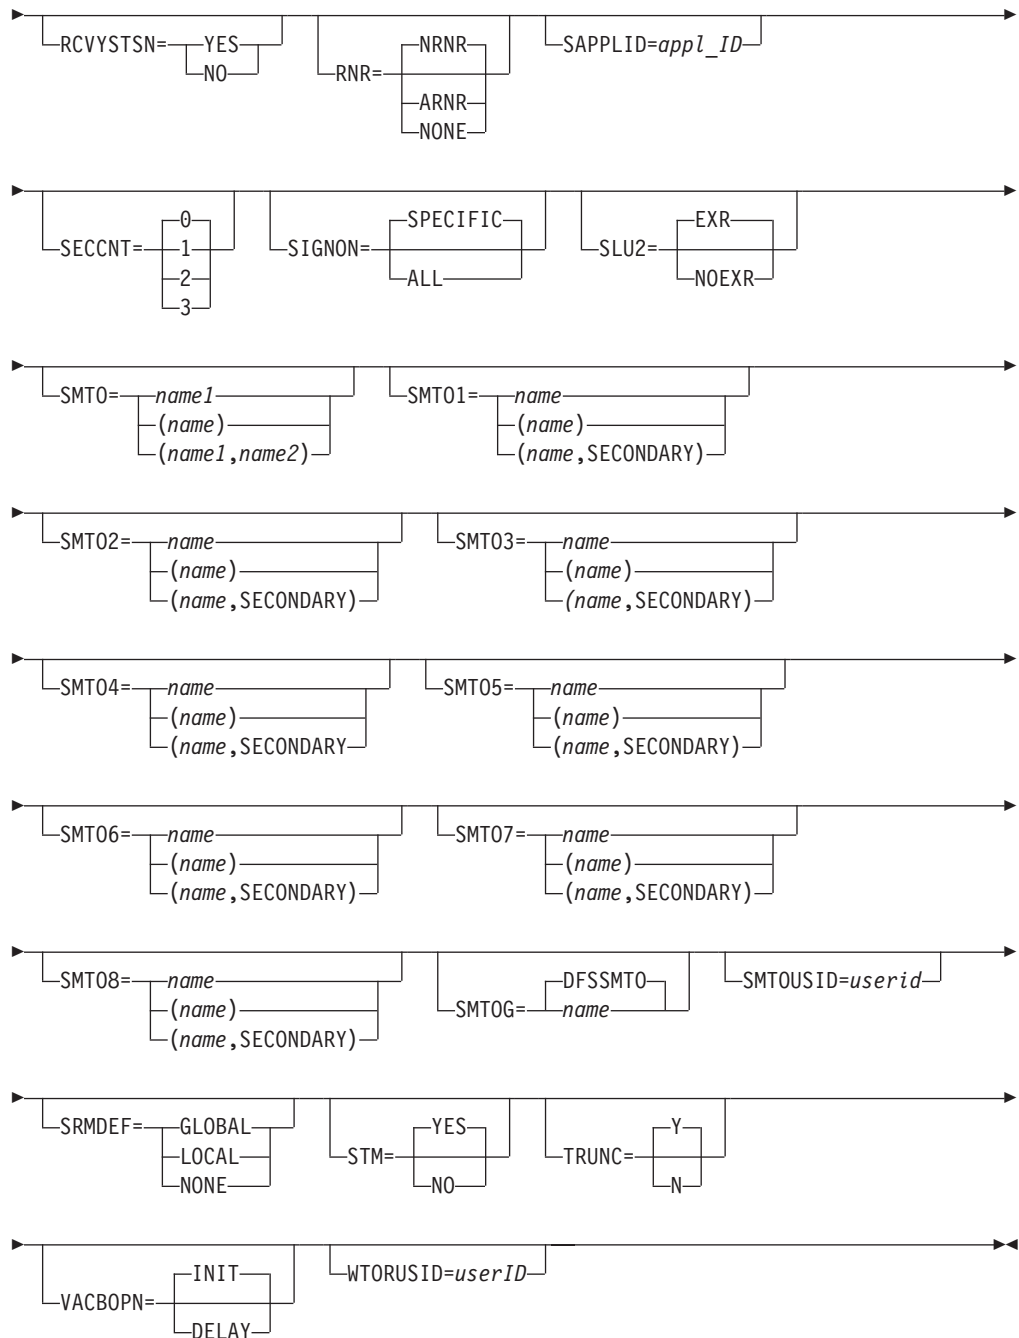 RCVYSTSN= YES NRNR SAPPLID=appl_ID
NO RNR=
ARNR
NONE
0 SPECIFIC EXR
SECCNT= 1 SIGNON= SLU2=
2 ALL NOEXR
3
SMTO= name1 SMTO1= name
(name) (name)
(name1,name2) (name,SECONDARY)
SMTO2= name SMTO3= name
(name) (name)
(name,SECONDARY) (name,SECONDARY)
SMTO4= name SMTO5= name
(name) (name)
(name,SECONDARY (name,SECONDARY)
SMTO6= name SMTO7= name
(name) (name)
(name,SECONDARY) (name,SECONDARY)
SMTO8= name DFSSMTO SMTOUSID=userid
(name) SMTOG= name
(name,SECONDARY)
SRMDEF= GLOBAL YES Y
LOCAL STM= TRUNC=
NONE NO N
INIT WTORUSID=userID
VACBOPN=
DELAY